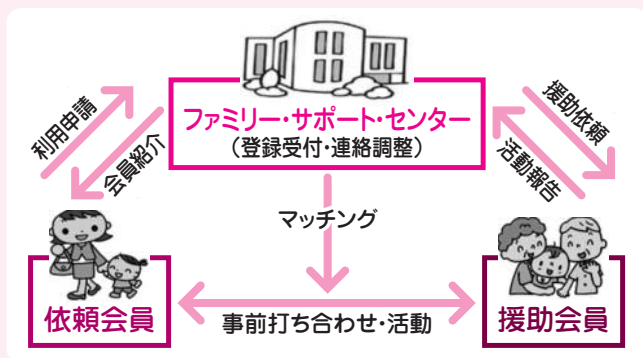 ファミリー・サポート・センター
(登録受付・連絡調整)
利用申請
会員紹介
援助依頼
活動報告
マッチング
依頼会員
事前打ち合わせ・活動
援助会員